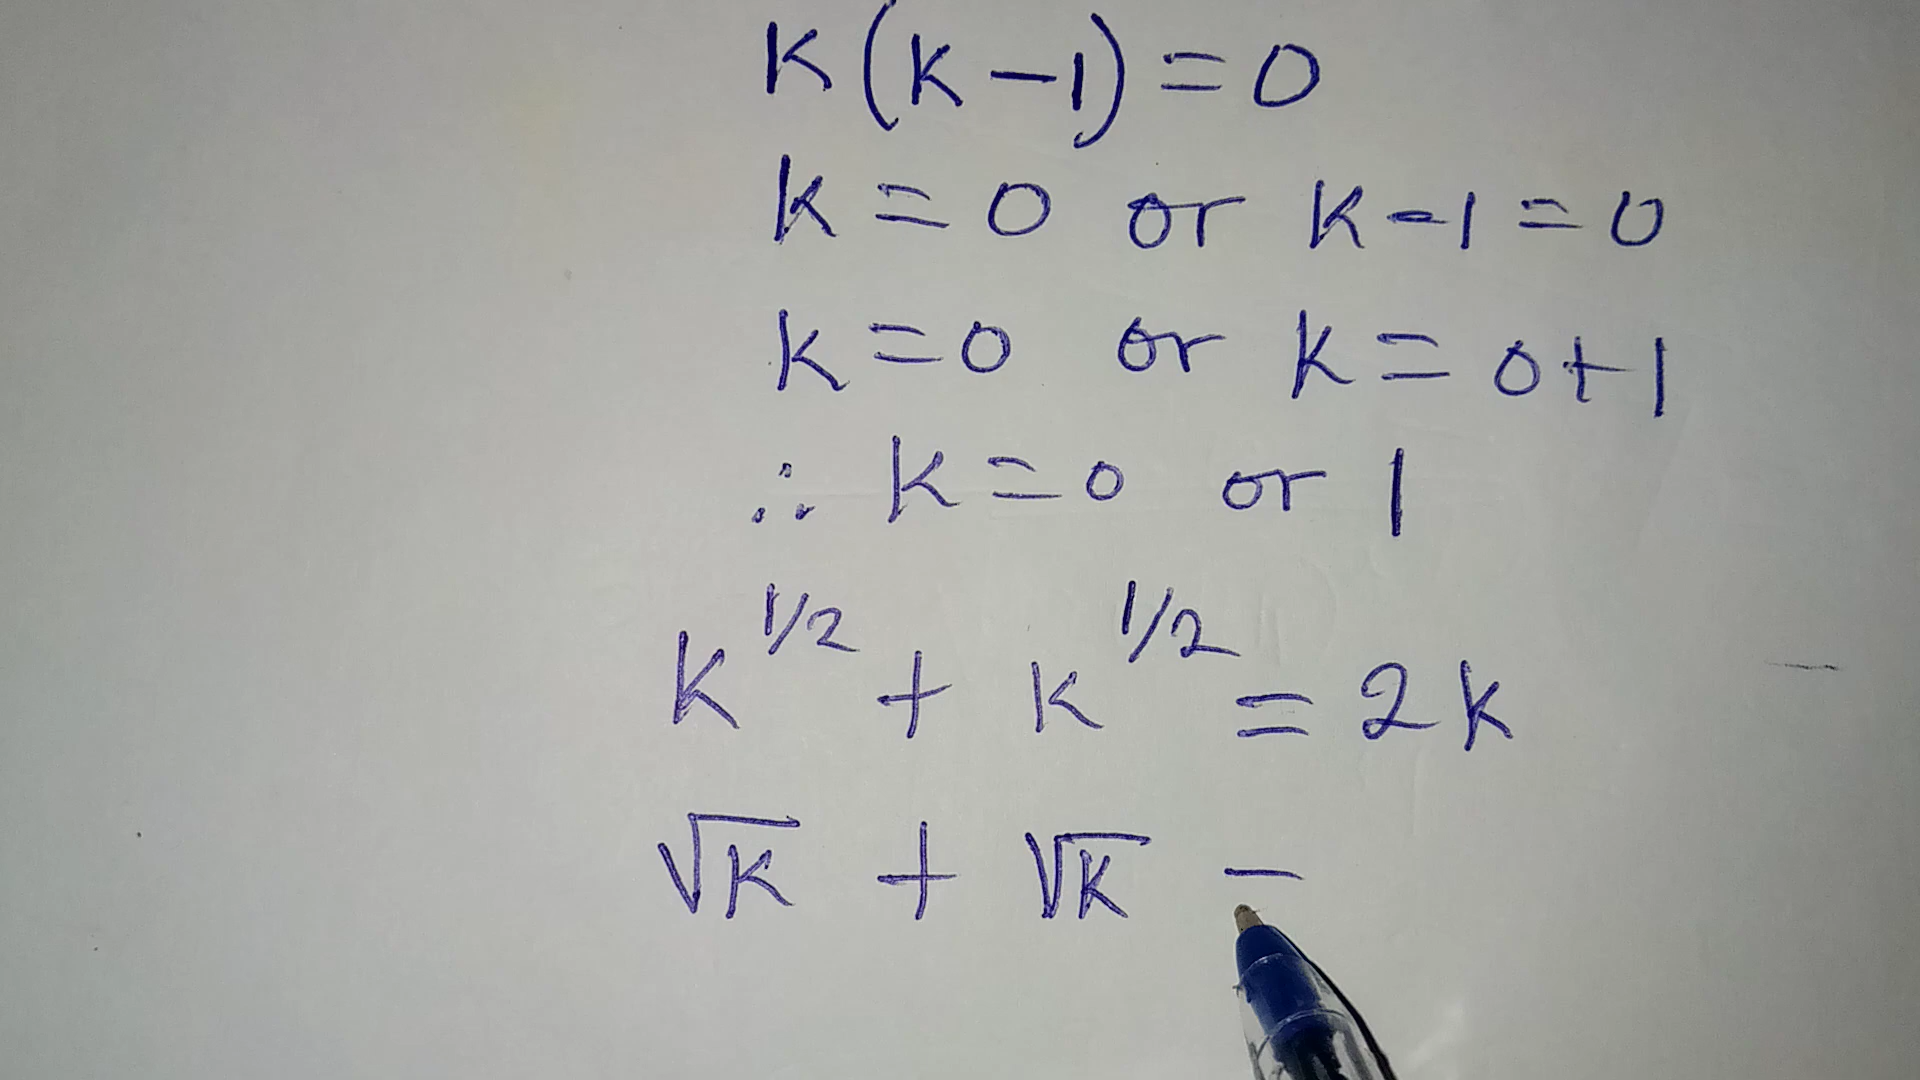 K(K-1)=0
K=0 or K-1=0
K=0 or K=0+1
∴ K=0 or 1
K^1/2 + K^1/2 = 2K
√K + √K -